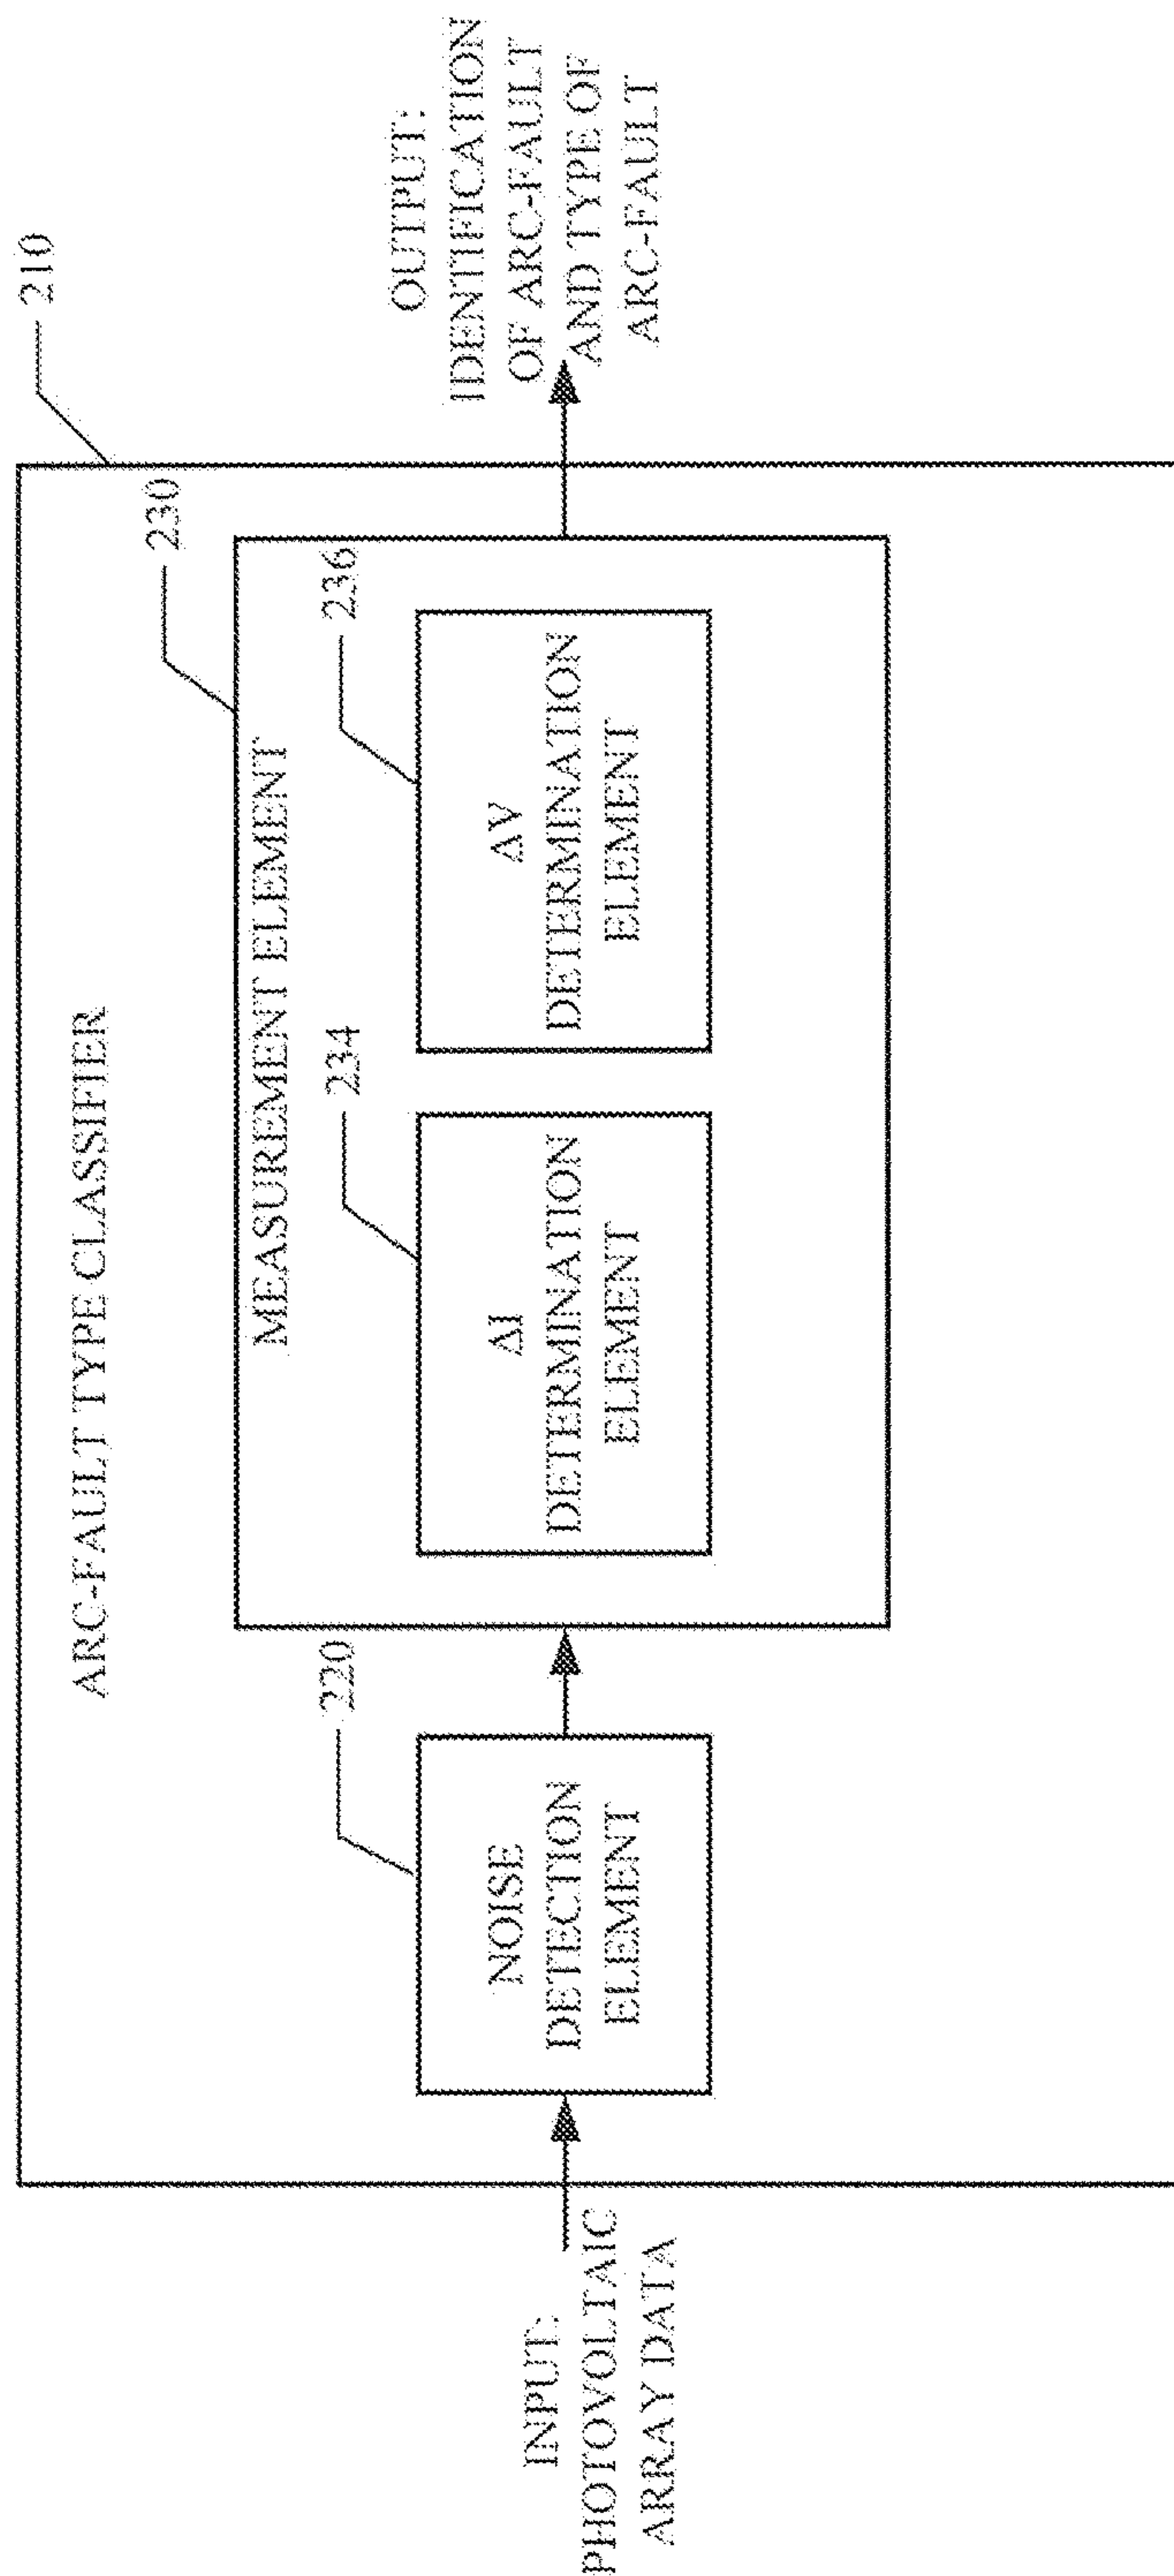 210
ARC-FAULT TYPE CLASSIFIER
230
MEASUREMENT ELEMENT
220
234
236
INPUT:
PHOTOVOLTAIC
ARRAY DATA
NOISE
DETECTION
ELEMENT
ΔI
DETERMINATION
ELEMENT
ΔV
DETERMINATION
ELEMENT
OUTPUT:
IDENTIFICATION
OF ARC-FAULT
AND TYPE OF
ARC-FAULT